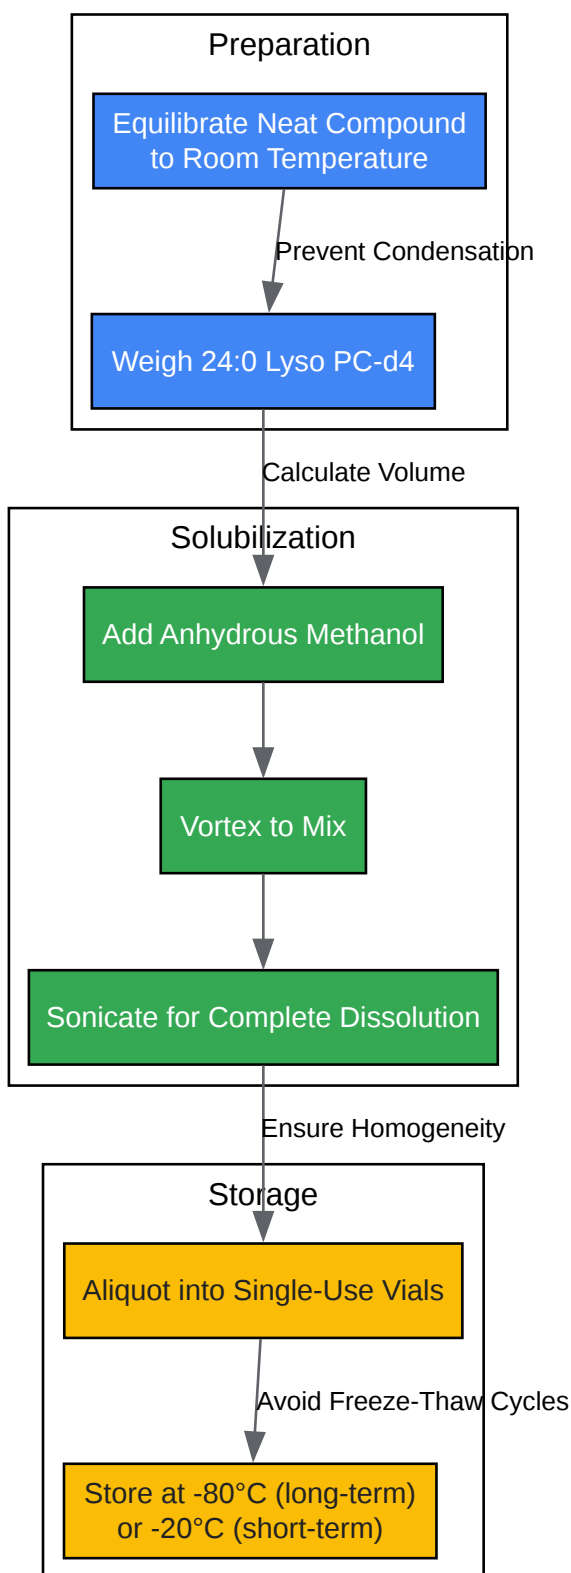 Preparation
Equilibrate Neat Compound
to Room Temperature
Prevent Condensation
Weigh 24:0 Lyso PC-d4
Calculate Volume
Solubilization
Add Anhydrous Methanol
Vortex to Mix
Sonicate for Complete Dissolution
Ensure Homogeneity
Storage
Aliquot into Single-Use Vials
Avoid Freeze-Thaw Cycles
Store at -80°C (long-term)
or -20°C (short-term)